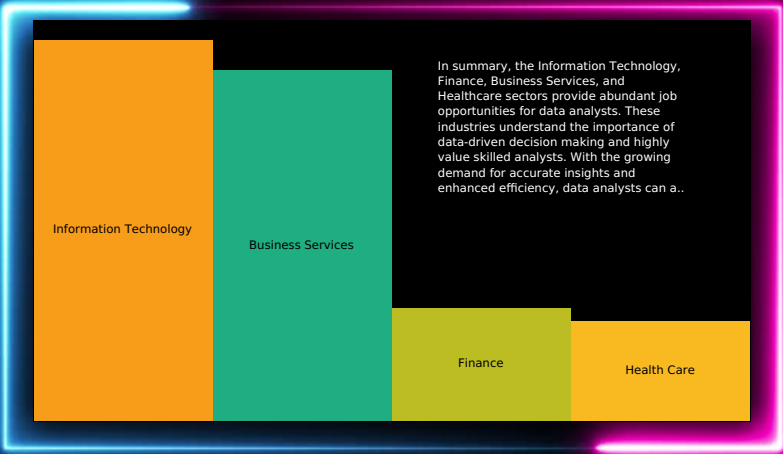 In summary, the Information Technology,
Finance, Business Services, and
Healthcare sectors provide abundant job
opportunities for data analysts. These
industries understand the importance of
data-driven decision making and highly
value skilled analysts. With the growing
demand for accurate insights and
enhanced efficiency, data analysts can a..
Information Technology
Business Services
Finance
Health Care